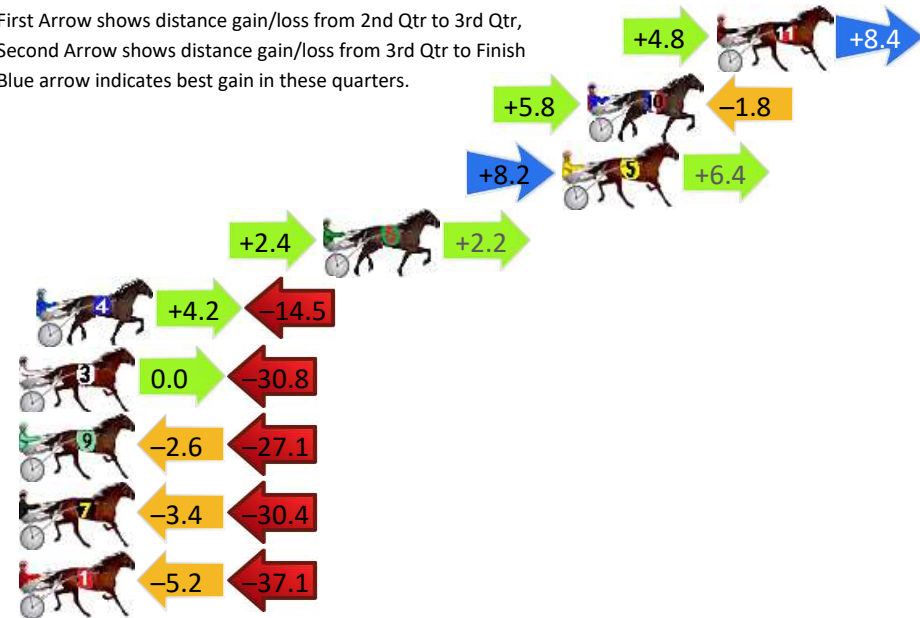 First Arrow shows distance gain/loss from 2nd Qtr to 3rd Qtr,
Second Arrow shows distance gain/loss from 3rd Qtr to Finish
Blue arrow indicates best gain in these quarters.
+4.8 11 +8.4
+5.8 10 –1.8
+8.2 5 +6.4
+2.4 +2.2
4 +4.2 –14.5
3 0.0 –30.8
9 –2.6 –27.1
7 –3.4 –30.4
1 –5.2 –37.1